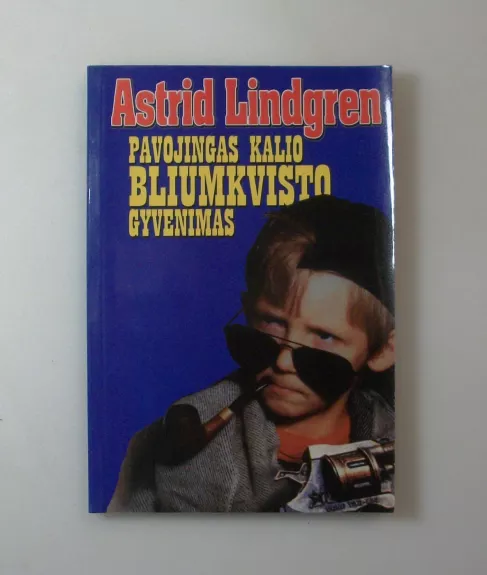 Astrid Lindgren
PAVOJINGAS KALIO
BLIUMKVISTO
GYVENIMAS